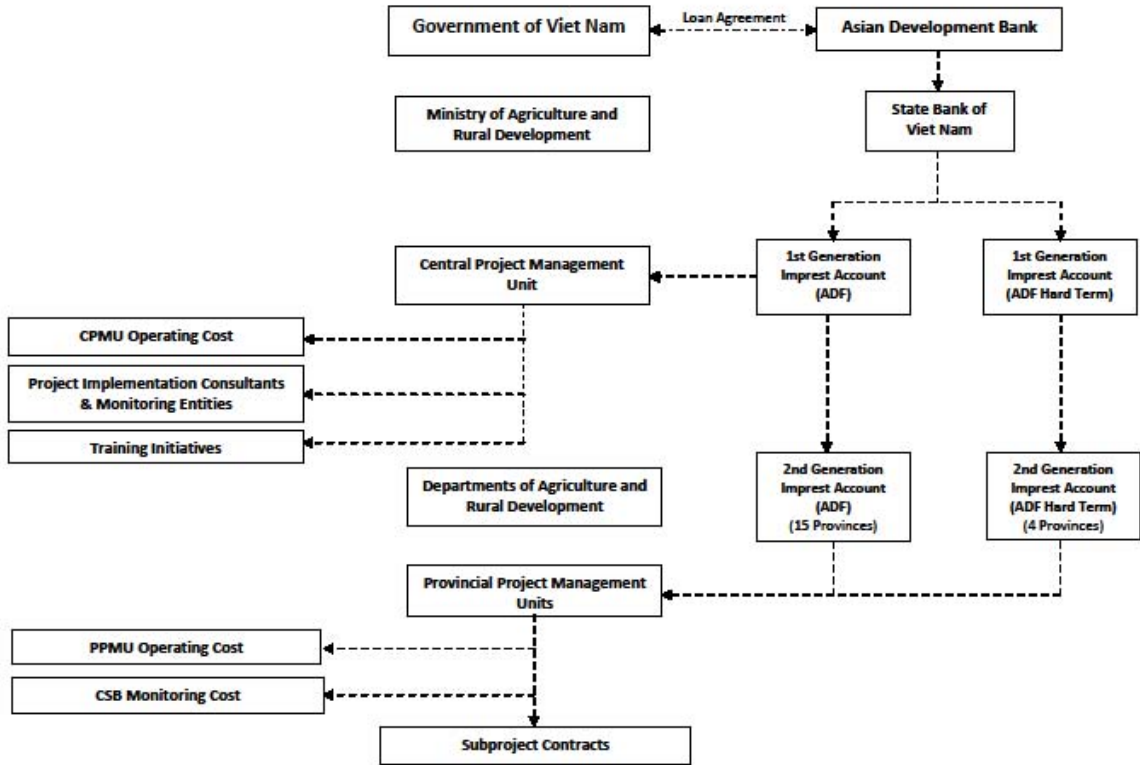 Government of Viet Nam
Loan Agreement
Asian Development Bank
Ministry of Agriculture and
Rural Development
State Bank of
Viet Nam
Central Project Management
Unit
1st Generation
Imprest Account
(ADF)
1st Generation
Imprest Account
(ADF Hard Term)
CPMU Operating Cost
Project Implementation Consultants
& Monitoring Entities
Training Initiatives
Departments of Agriculture and
Rural Development
2nd Generation
Imprest Account
(ADF)
(15 Provinces)
2nd Generation
Imprest Account
(ADF Hard Term)
(4 Provinces)
Provincial Project Management
Units
PPMU Operating Cost
CSB Monitoring Cost
Subproject Contracts